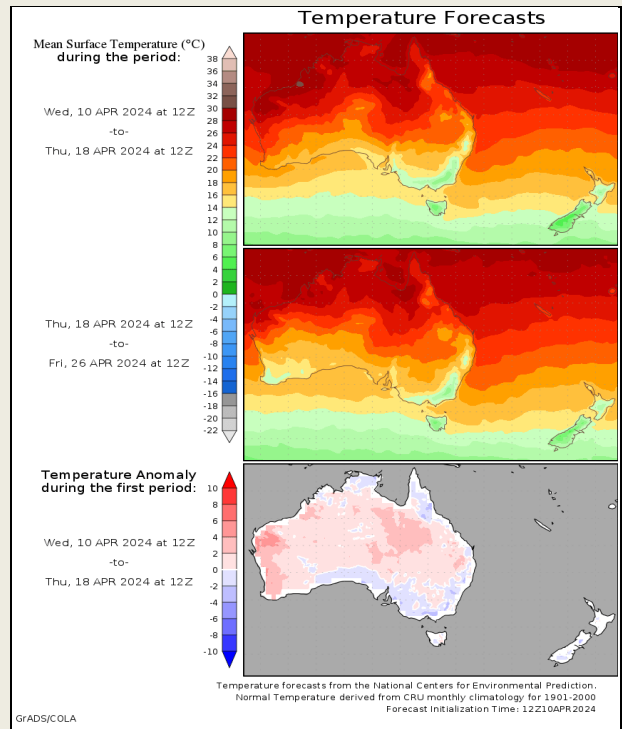 Temperature Forecasts
Mean Surface Temperature (°C)
during the period:
38
36
34
32
30
28
26
24
22
20
18
16
14
12
10
8
6
4
2
0
-2
-4
-6
-8
-10
-12
-14
-16
-18
-20
-22
Wed, 10 APR 2024 at 12Z
-to-
Thu, 18 APR 2024 at 12Z
Thu, 18 APR 2024 at 12Z
-to-
Fri, 26 APR 2024 at 12Z
Temperature Anomaly
during the first period:
10
8
6
4
2
0
-2
-4
-6
-8
-10
Wed, 10 APR 2024 at 12Z
-to-
Thu, 18 APR 2024 at 12Z
Temperature forecasts from the National Centers for Environmental Prediction.
Normal Temperature derived from CRU monthly climatology for 1901-2000
Forecast Initialization Time: 12Z10APR2024
GrADS/COLA